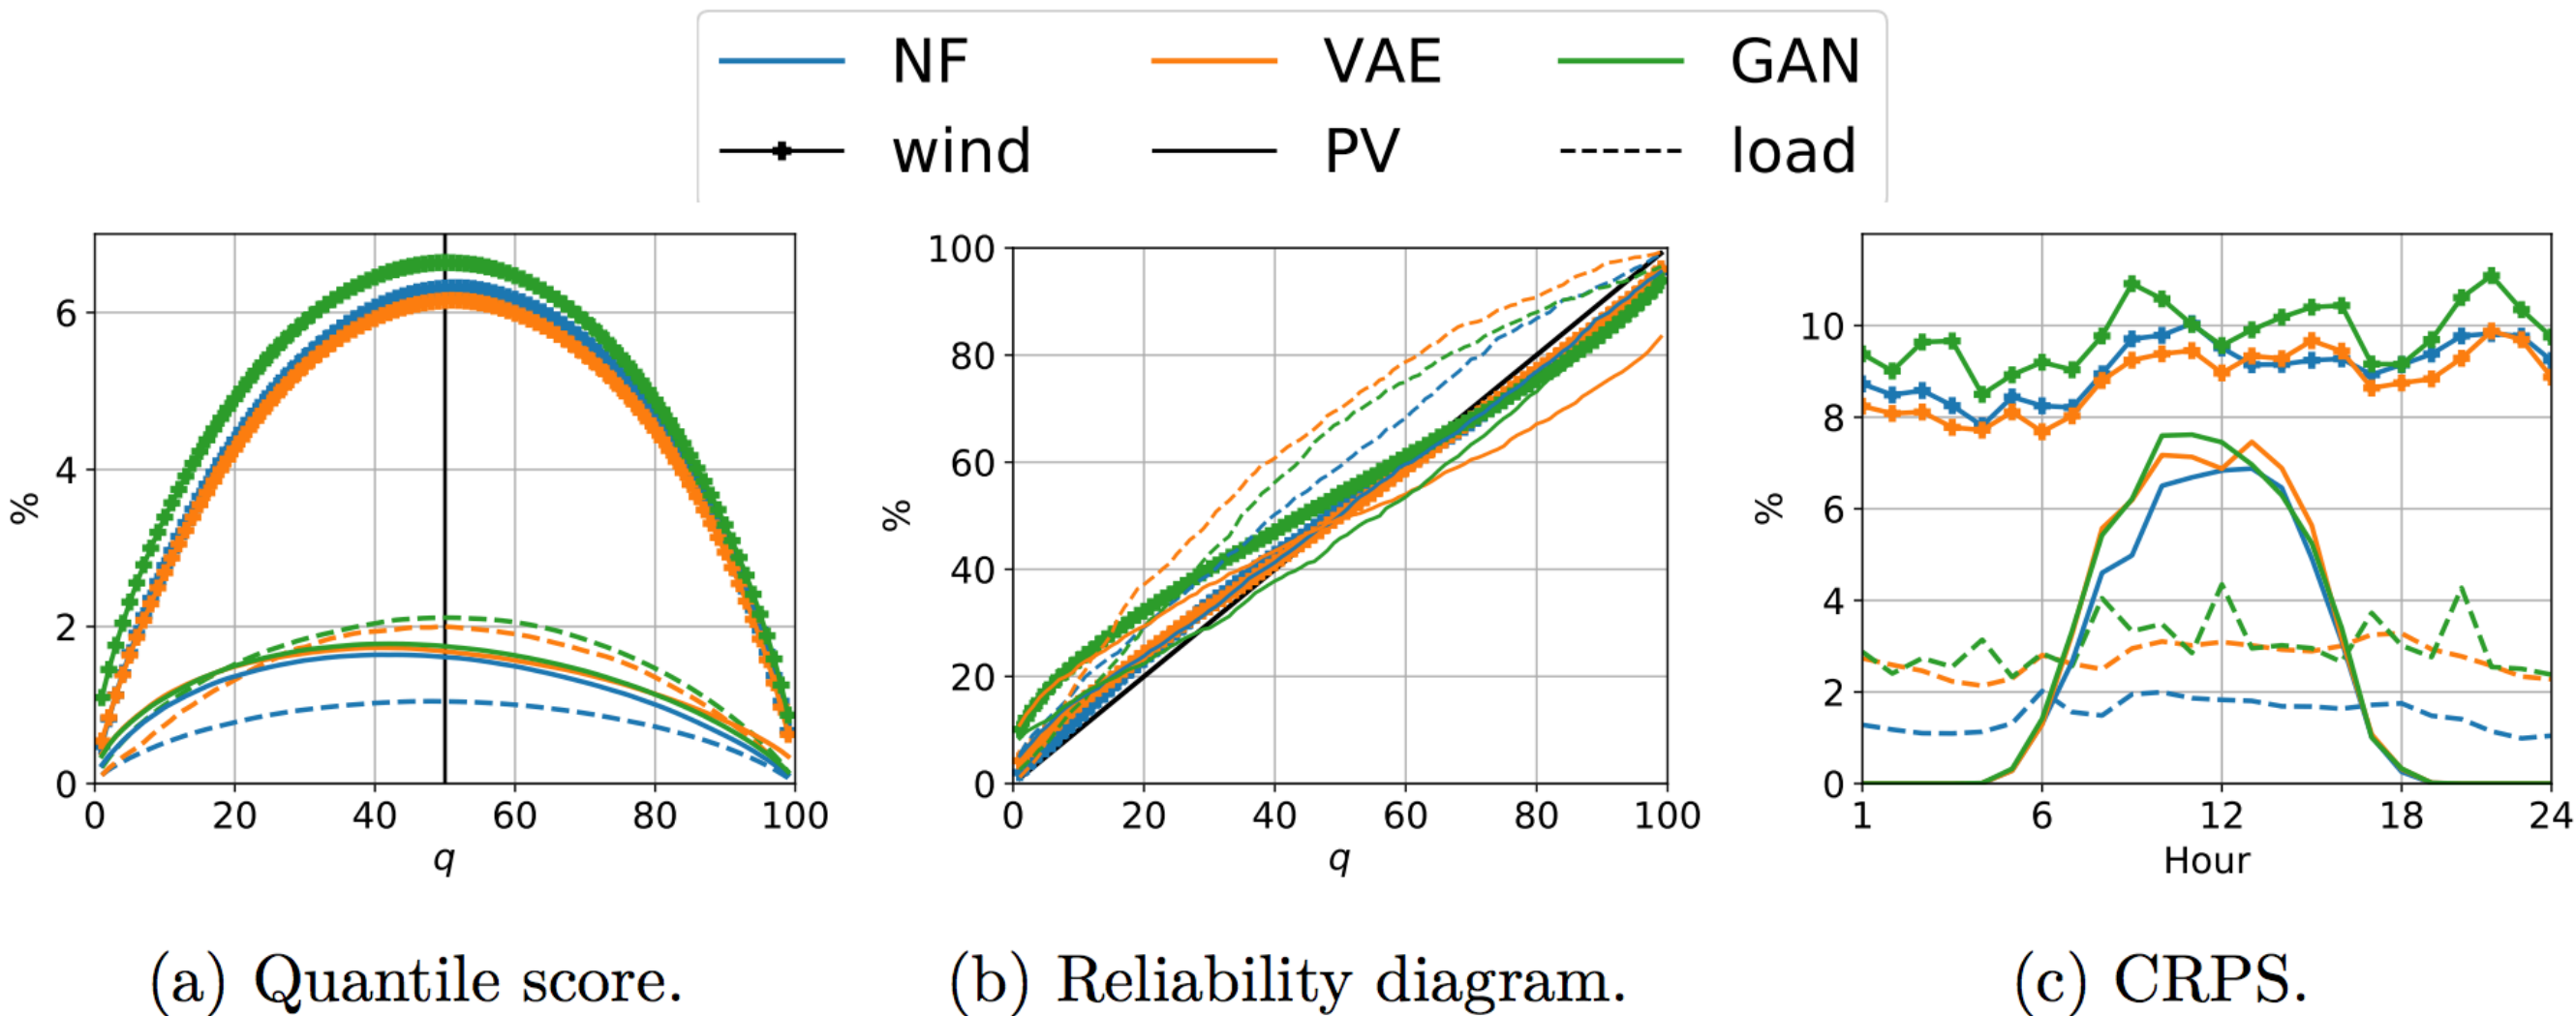 NF VAE GAN
wind PV load
6
4
2
0
%
0 20 40 60 80 100
q
100
80
60
40
20
0
%
0 20 40 60 80 100
q
10
8
6
4
2
0
%
1 6 12 18 24
Hour
(a) Quantile score.
(b) Reliability diagram.
(c) CRPS.